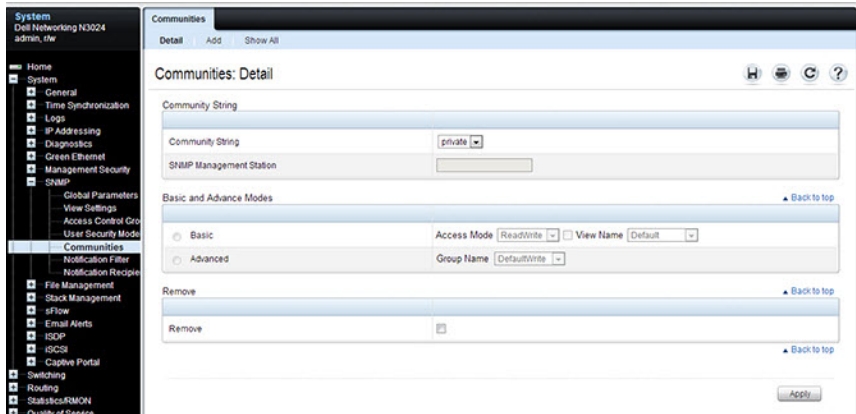 System
Dell Networking N3024
admin, r/w
Home
System
General
Time Synchronization
Logs
IP Addressing
Diagnostics
Green Ethernet
Management Security
SNMP
Global Parameters
View Settings
Access Control Gro
User Security Mode
Communities
Notification Filter
Notification Recipie
File Management
Stack Management
sFlow
Email Alerts
ISDP
iSCSI
Captive Portal
Switching
Routing
Statistics/RMON
Quality of Service
Communities
Detail Add Show All
Communities: Detail
Community String
Community String private
SNMP Management Station
Basic and Advance Modes Back to top
Basic Access Mode ReadWrite View Name Default
Advanced Group Name DefaultWrite
Remove Back to top
Remove
Back to top
Apply